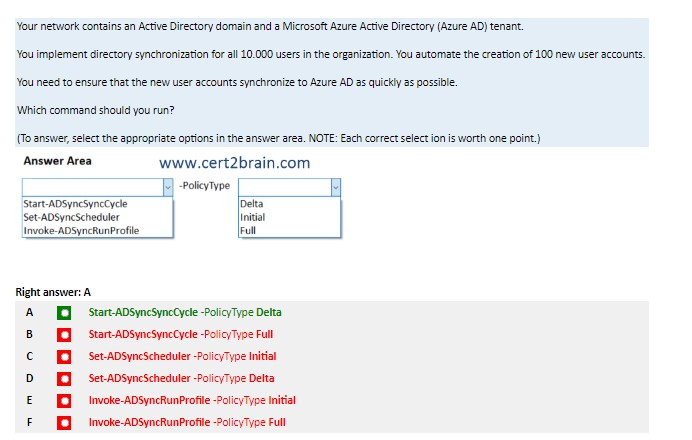 Your network contains an Active Directory domain and a Microsoft Azure Active Directory (Azure AD) tenant.
You implement directory synchronization for all 10.000 users in the organization. You automate the creation of 100 new user accounts.
You need to ensure that the new user accounts synchronize to Azure AD as quickly as possible.
Which command should you run?
(To answer, select the appropriate options in the answer area. NOTE: Each correct select ion is worth one point.)
Answer Area www.cert2brain.com
-PolicyType
Start-ADSyncSyncCycle Delta
Set-ADSyncScheduler Initial
Invoke-ADSyncRunProfile Full
Right answer: A
A Start-ADSyncSyncCycle -PolicyType Delta
B Start-ADSyncSyncCycle -PolicyType Full
C Set-ADSyncScheduler -PolicyType Initial
D Set-ADSyncScheduler -PolicyType Delta
E Invoke-ADSyncRunProfile -PolicyType Initial
F Invoke-ADSyncRunProfile -PolicyType Full